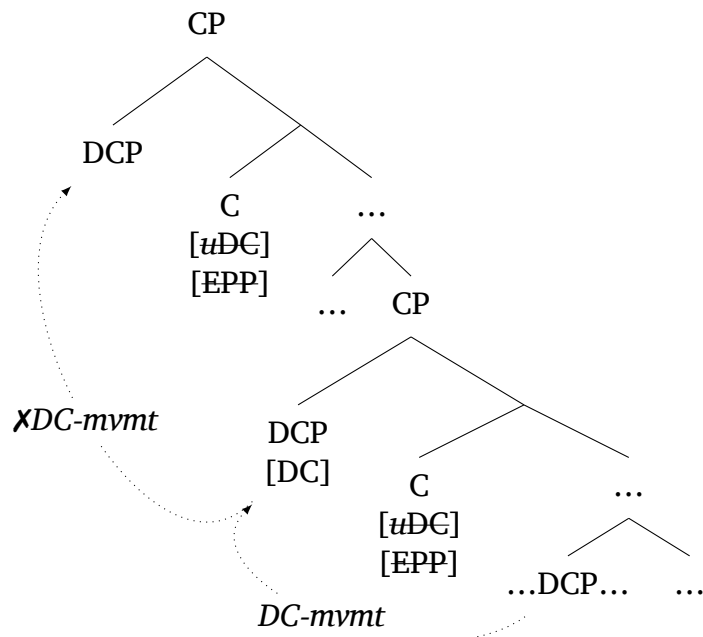 CP
DCP
C
[uDC]
[EPP]
…
… CP
✗DC-mvmt
DCP
[DC]
C
[uDC]
[EPP]
…
…DCP… …
DC-mvmt